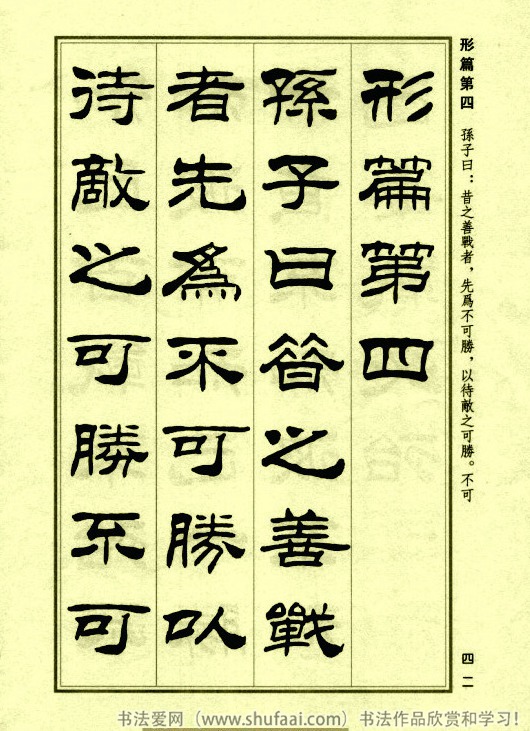 形篇第四　孫子曰：昔之善戰者，先爲不可勝，以待敵之可勝。不可
形篇第四
孫子曰昔之善戰
者先爲不可勝以
待敵之可勝不可
四二
书法爱网（www.shufaai.com）书法作品欣赏和学习！